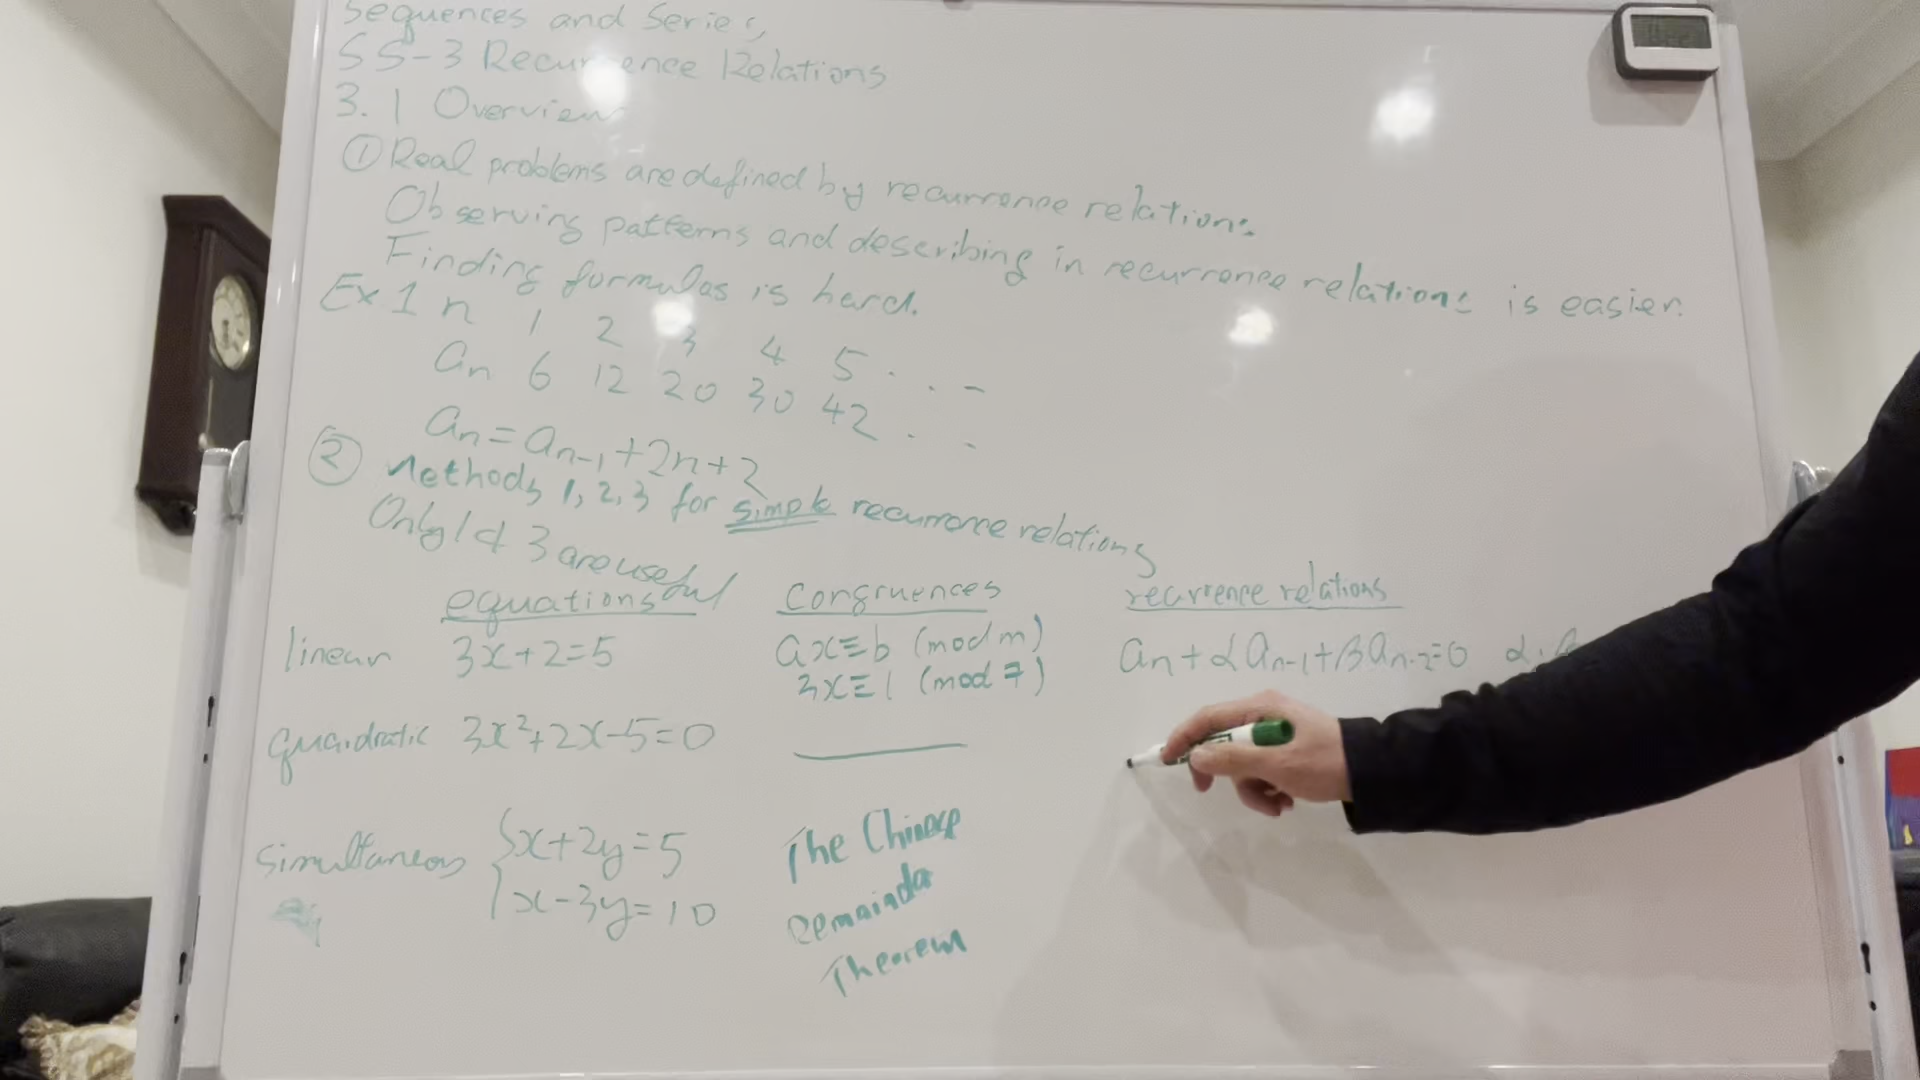 Sequences and Series
SS-3 Recurrence Relations
3.1 Overview
① Real problems are defined by recurrence relations.
Observing patterns and describing in recurrence relations is easier.
Finding formulas is hard.
Ex 1 n 1 2 3 4 5 ...
an 6 12 20 30 42 ...
an = an-1 + 2n + 2
② Methods 1, 2, 3 for simple recurrence relations
Only 1 & 3 are useful
equations congruences recurrence relations
linear 3x+2=5 ax≡b (mod m) an+αan-1+βan-2=0 α,
3x≡1 (mod 7)
quadratic 3x²+2x-5=0 ——
simultaneous { x+2y=5 The Chinese
x-3y=10 Remainder
Theorem